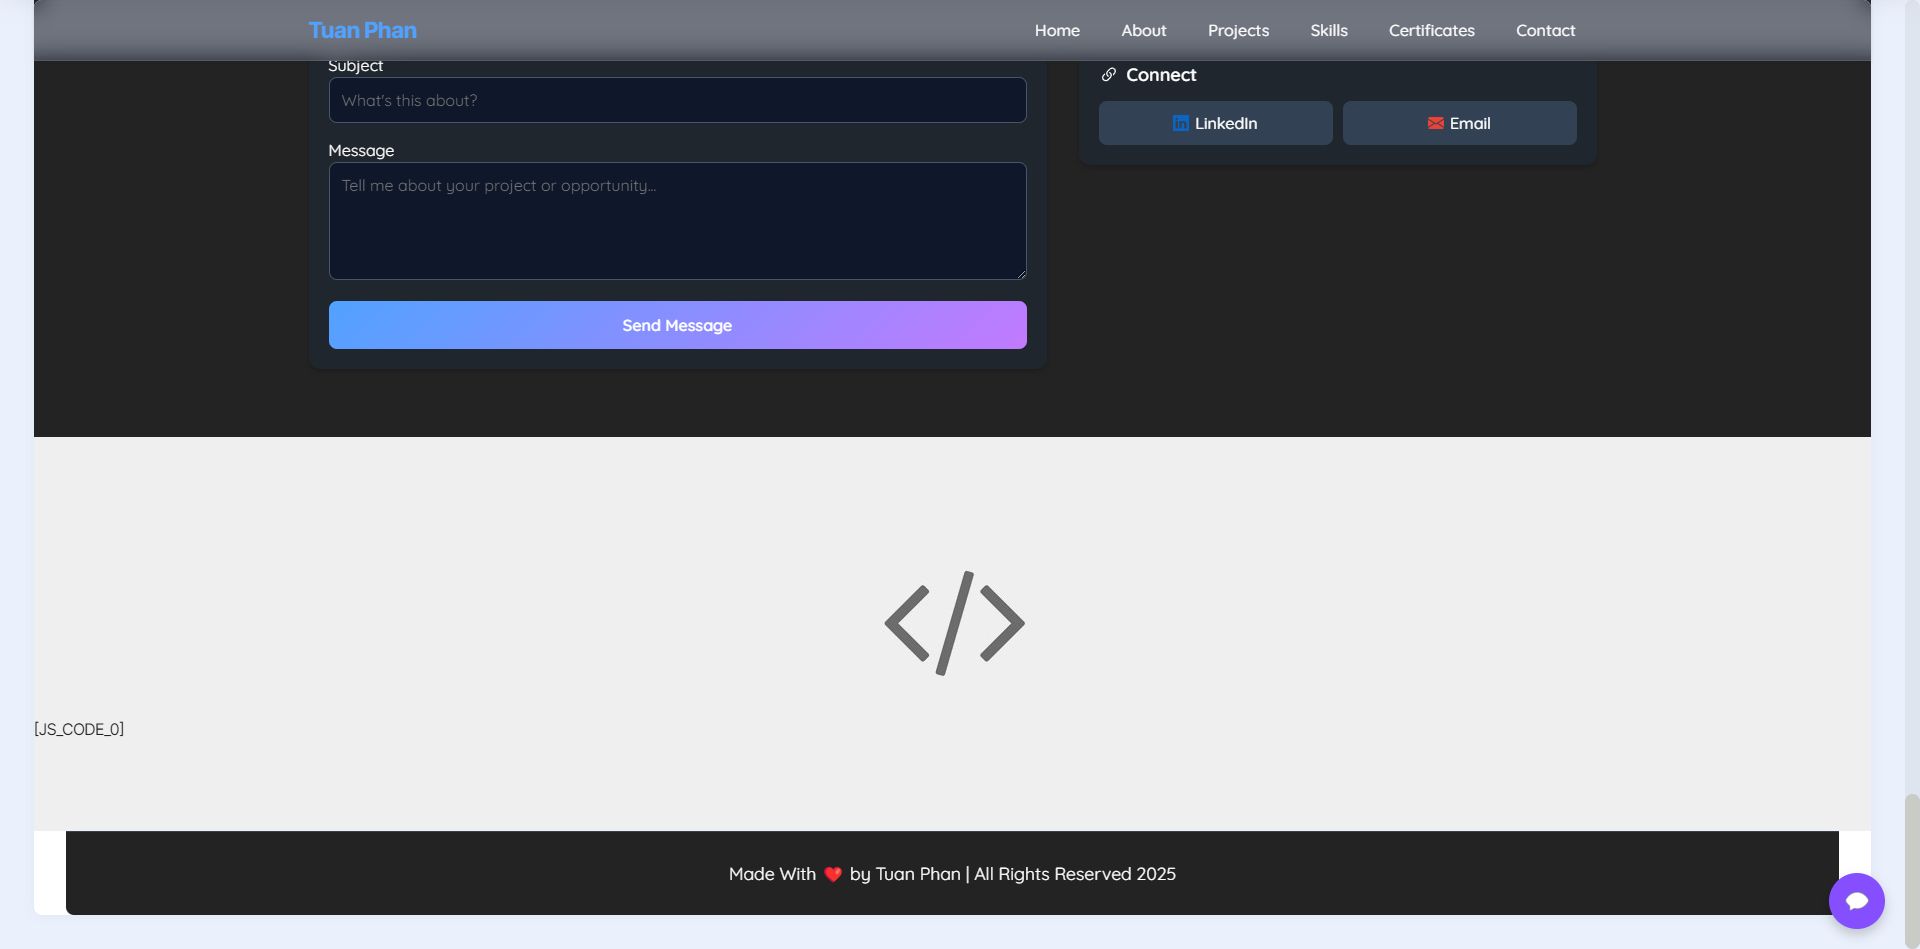 Tuan Phan
Home About Projects Skills Certificates Contact
Subject
What's this about?
Message
Tell me about your project or opportunity...
Send Message
Connect
LinkedIn Email
</>
[JS_CODE_0]
Made With ❤️ by Tuan Phan | All Rights Reserved 2025